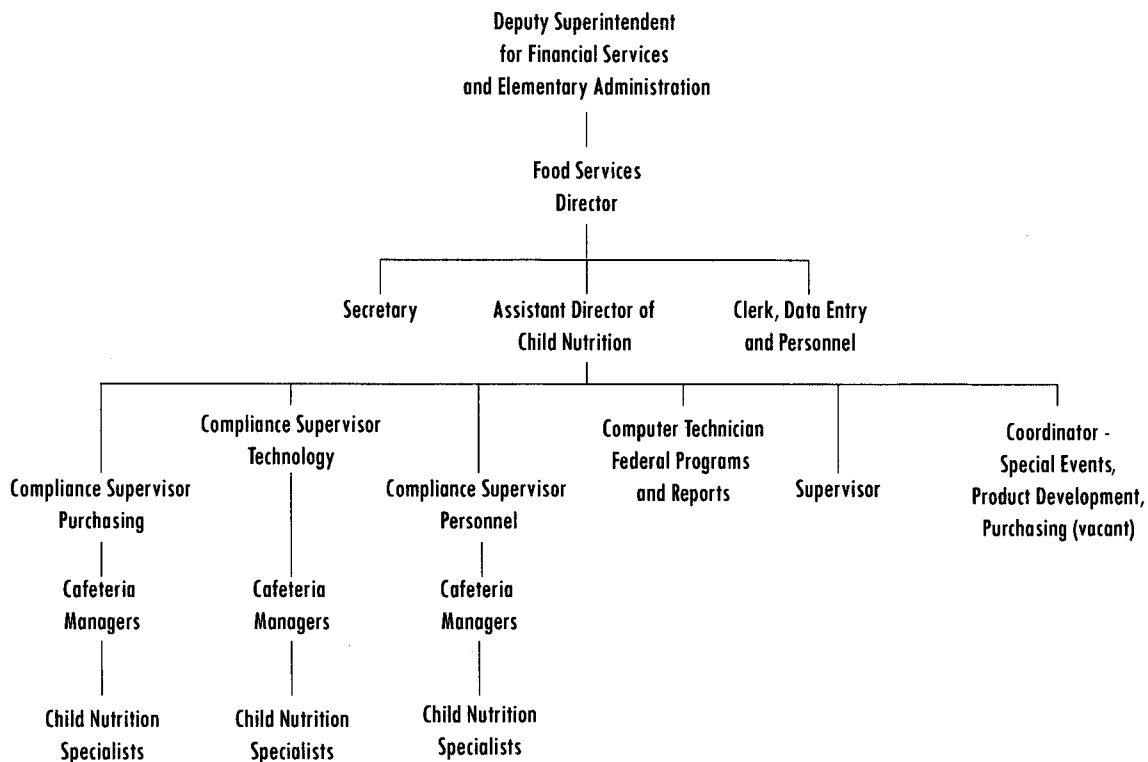 Deputy Superintendent
for Financial Services
and Elementary Administration
Food Services
Director
Secretary
Assistant Director of
Child Nutrition
Clerk, Data Entry
and Personnel
Compliance Supervisor
Purchasing
Compliance Supervisor
Technology
Compliance Supervisor
Personnel
Computer Technician
Federal Programs
and Reports
Supervisor
Coordinator -
Special Events,
Product Development,
Purchasing (vacant)
Cafeteria
Managers
Cafeteria
Managers
Cafeteria
Managers
Child Nutrition
Specialists
Child Nutrition
Specialists
Child Nutrition
Specialists